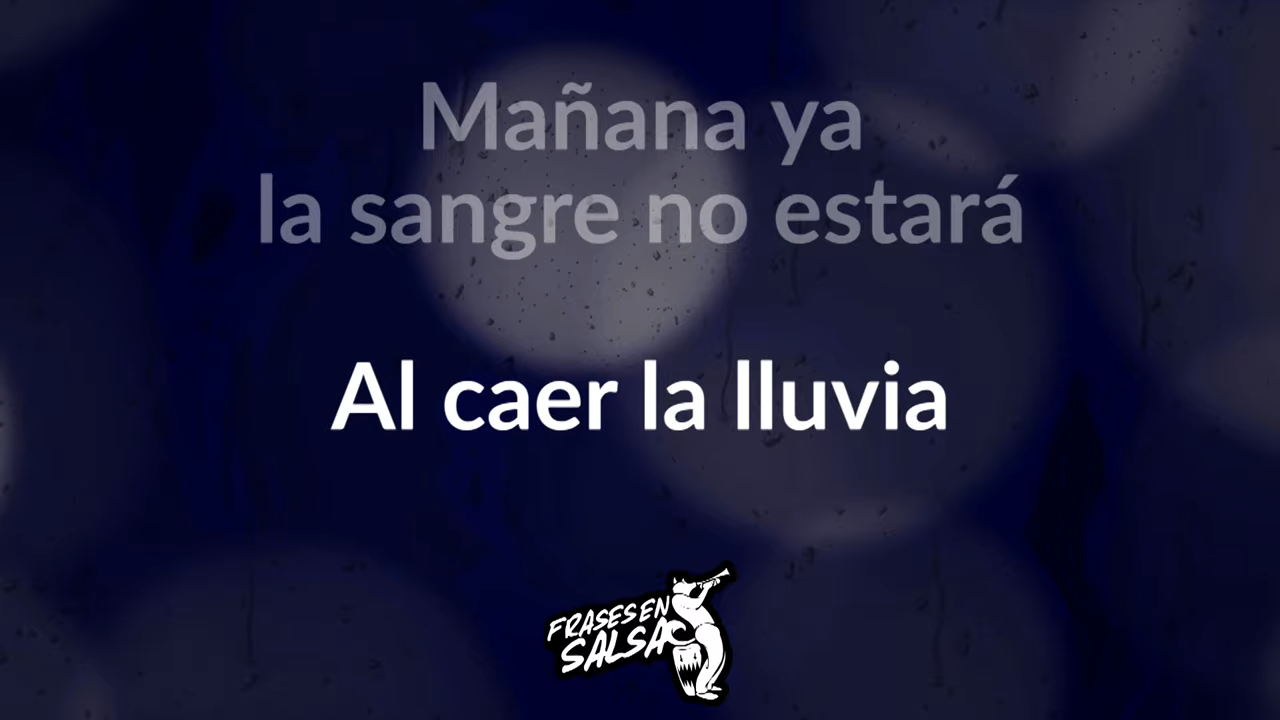 Mañana ya
la sangre no estará
Al caer la lluvia
FRASES EN
SALSA